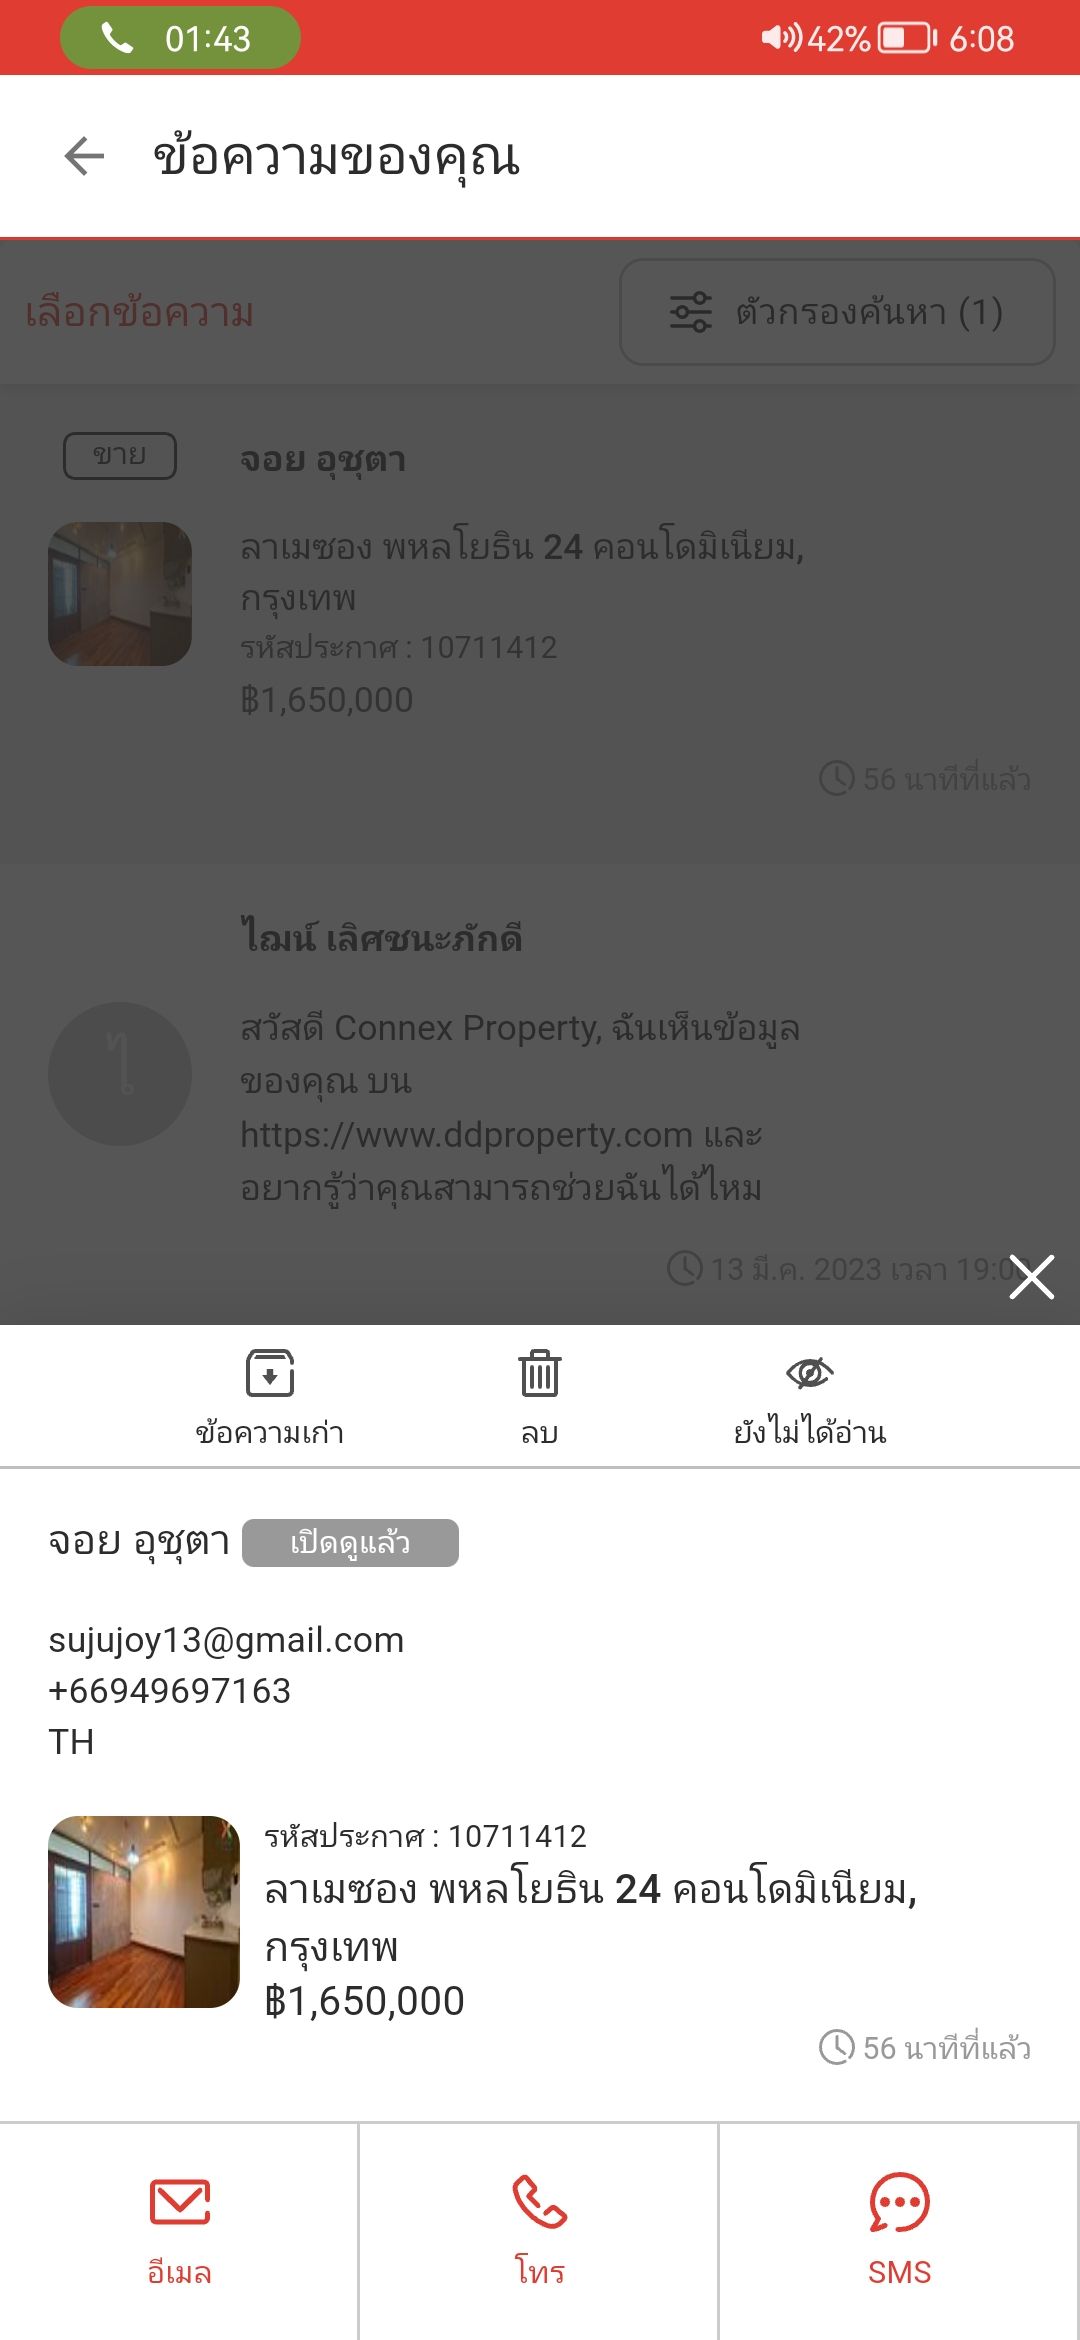 01:43
42% 6:08
ข้อความของคุณ
เลือกข้อความ
ตัวกรองค้นหา (1)
ขาย
จอย อุชุตา
ลาเมซอง พหลโยธิน 24 คอนโดมิเนียม,
กรุงเทพ
รหัสประกาศ : 10711412
฿1,650,000
56 นาทีที่แล้ว
ไฌน์ เลิศชนะภักดี
ไ
สวัสดี Connex Property, ฉันเห็นข้อมูล
ของคุณ บน
https://www.ddproperty.com และ
อยากรู้ว่าคุณสามารถช่วยฉันได้ไหม
13 มี.ค. 2023 เวลา 19:00
ข้อความเก่า
ลบ
ยังไม่ได้อ่าน
จอย อุชุตา เปิดดูแล้ว
sujujoy13@gmail.com
+66949697163
TH
รหัสประกาศ : 10711412
ลาเมซอง พหลโยธิน 24 คอนโดมิเนียม,
กรุงเทพ
฿1,650,000
56 นาทีที่แล้ว
อีเมล
โทร
SMS